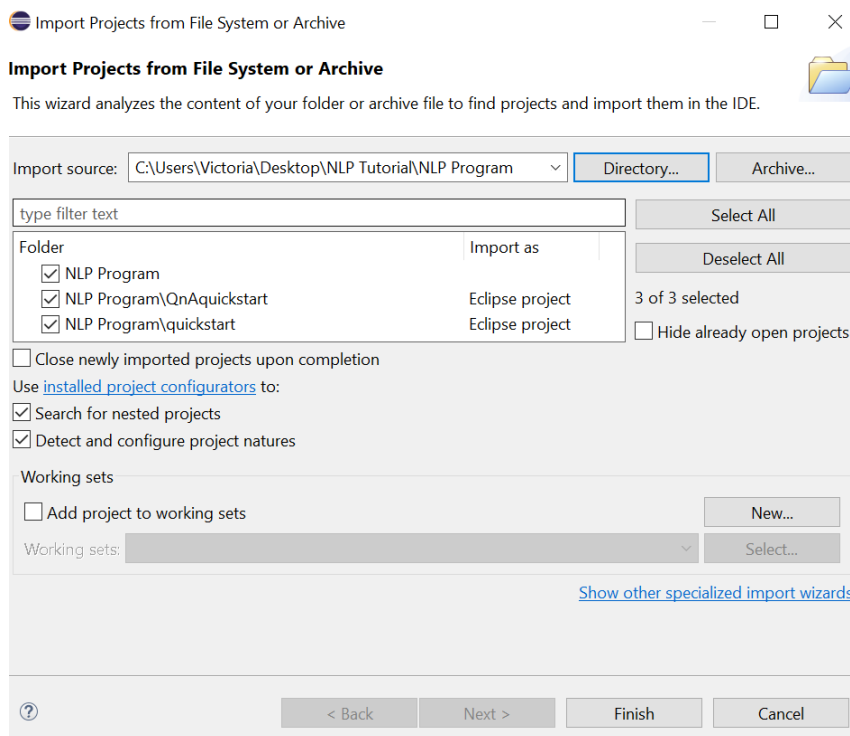 Import Projects from File System or Archive
Import Projects from File System or Archive
This wizard analyzes the content of your folder or archive file to find projects and import them in the IDE.
Import source: C:\Users\Victoria\Desktop\NLP Tutorial\NLP Program Directory... Archive...
type filter text Select All
Folder Import as Deselect All
NLP Program
NLP Program\QnAquickstart Eclipse project 3 of 3 selected
NLP Program\quickstart Eclipse project Hide already open projects
Close newly imported projects upon completion
Use installed project configurators to:
Search for nested projects
Detect and configure project natures
Working sets
Add project to working sets New...
Working sets: Select...
Show other specialized import wizards
? < Back Next > Finish Cancel